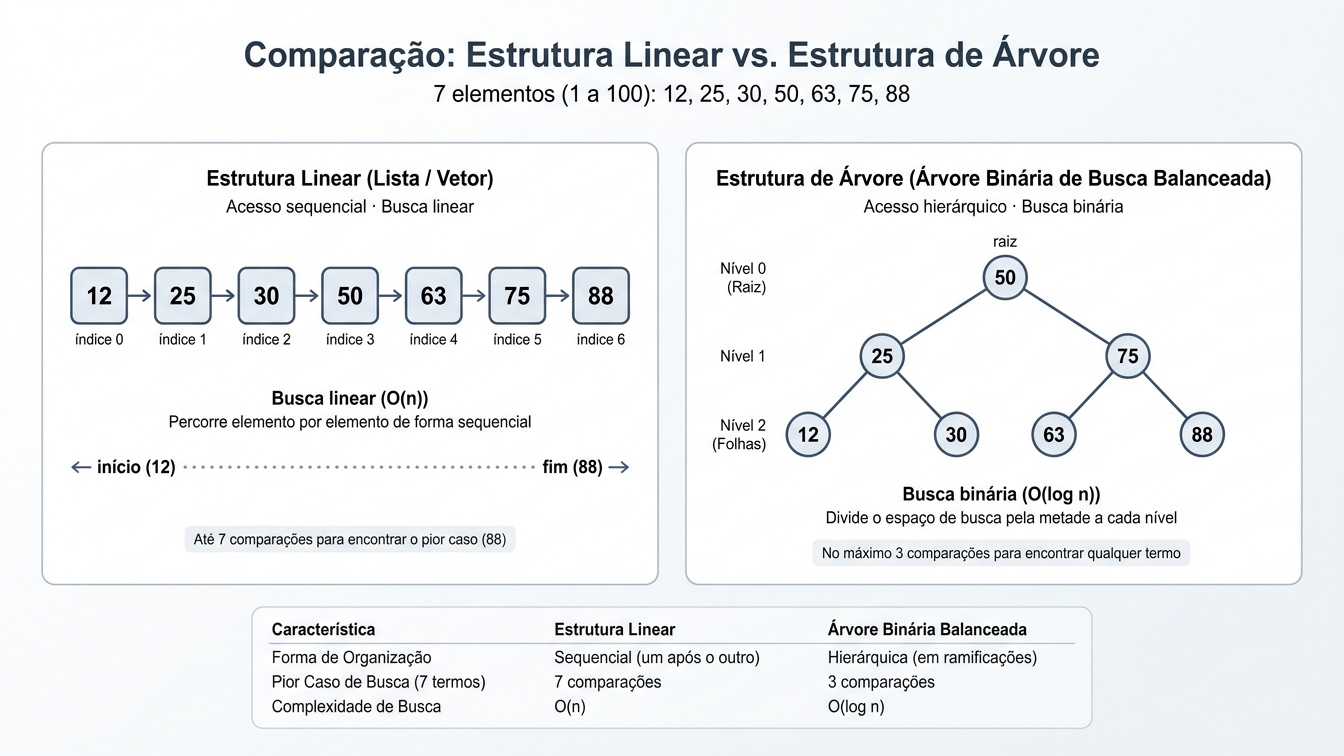 Comparação: Estrutura Linear vs. Estrutura de Árvore
7 elementos (1 a 100): 12, 25, 30, 50, 63, 75, 88
Estrutura Linear (Lista / Vetor)
Acesso sequencial · Busca linear
12 25 30 50 63 75 88
índice 0 índice 1 índice 2 índice 3 índice 4 índice 5 índice 6
Busca linear (O(n))
Percorre elemento por elemento de forma sequencial
início (12) fim (88)
Até 7 comparações para encontrar o pior caso (88)
Estrutura de Árvore (Árvore Binária de Busca Balanceada)
Acesso hierárquico · Busca binária
raiz
Nível 0
(Raiz)
50
Nível 1
25 75
Nível 2
(Folhas)
12 30 63 88
Busca binária (O(log n))
Divide o espaço de busca pela metade a cada nível
No máximo 3 comparações para encontrar qualquer termo
Característica Estrutura Linear Árvore Binária Balanceada
Forma de Organização Sequencial (um após o outro) Hierárquica (em ramificações)
Pior Caso de Busca (7 termos) 7 comparações 3 comparações
Complexidade de Busca O(n) O(log n)